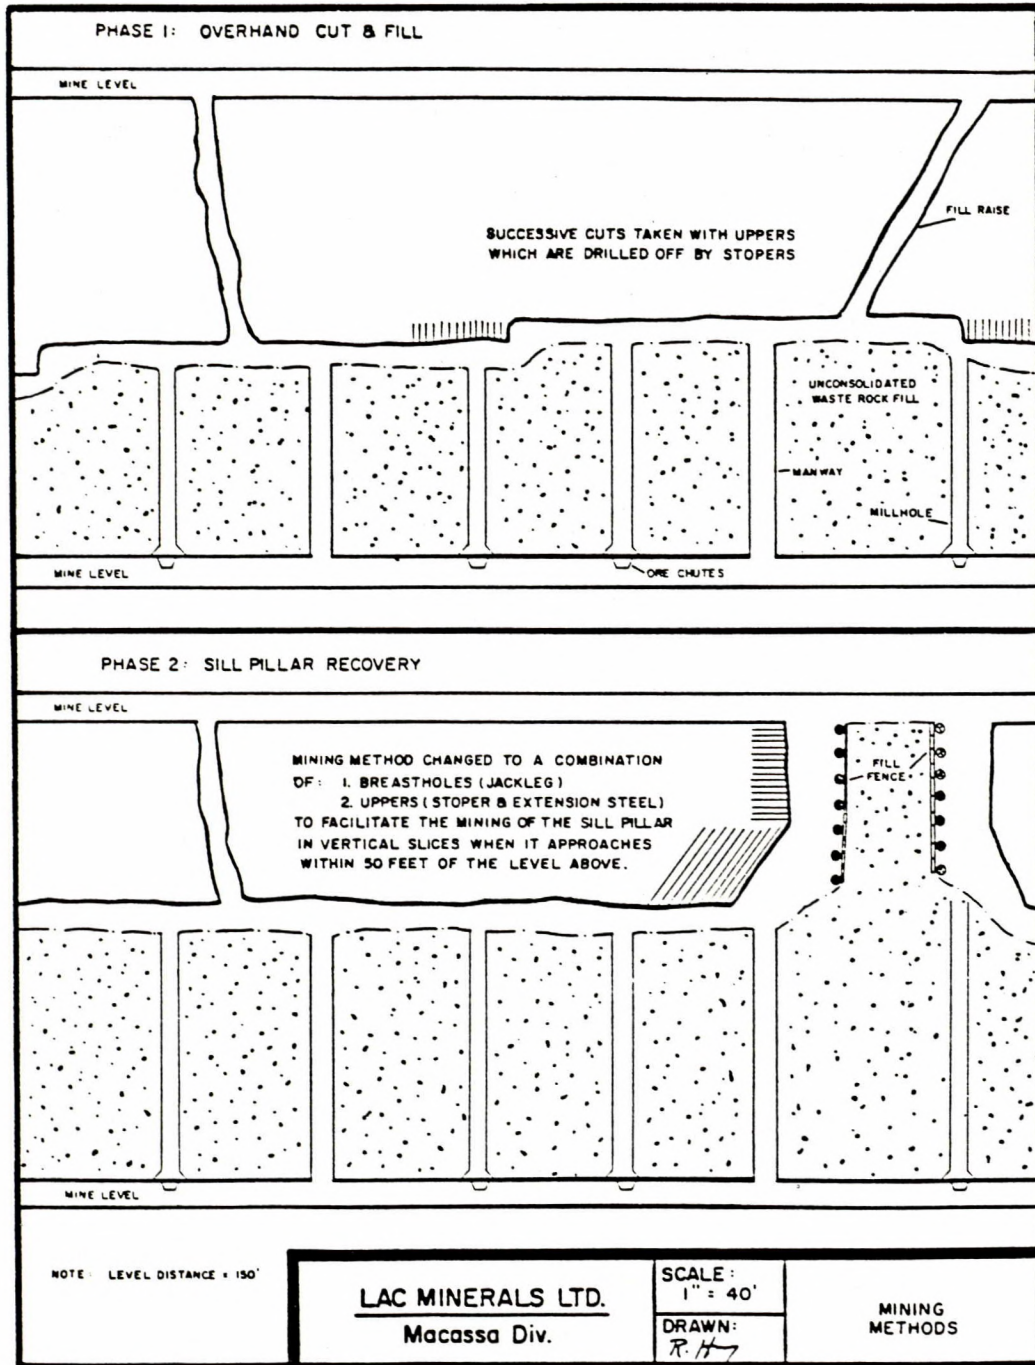 PHASE 1: OVERHAND CUT & FILL
MINE LEVEL
FILL RAISE
SUCCESSIVE CUTS TAKEN WITH UPPERS
WHICH ARE DRILLED OFF BY STOPERS
UNCONSOLIDATED
WASTE ROCK FILL
MANWAY
MILLHOLE
MINE LEVEL
ORE CHUTES
PHASE 2: SILL PILLAR RECOVERY
MINE LEVEL
MINING METHOD CHANGED TO A COMBINATION
OF: 1. BREASTHOLES (JACKLEG)
2. UPPERS (STOPER & EXTENSION STEEL)
TO FACILITATE THE MINING OF THE SILL PILLAR
IN VERTICAL SLICES WHEN IT APPROACHES
WITHIN 50 FEET OF THE LEVEL ABOVE.
FILL
FENCE
MINE LEVEL
NOTE: LEVEL DISTANCE = 150'
LAC MINERALS LTD.
Macassa Div.
SCALE:
1" = 40'
DRAWN:
MINING
METHODS